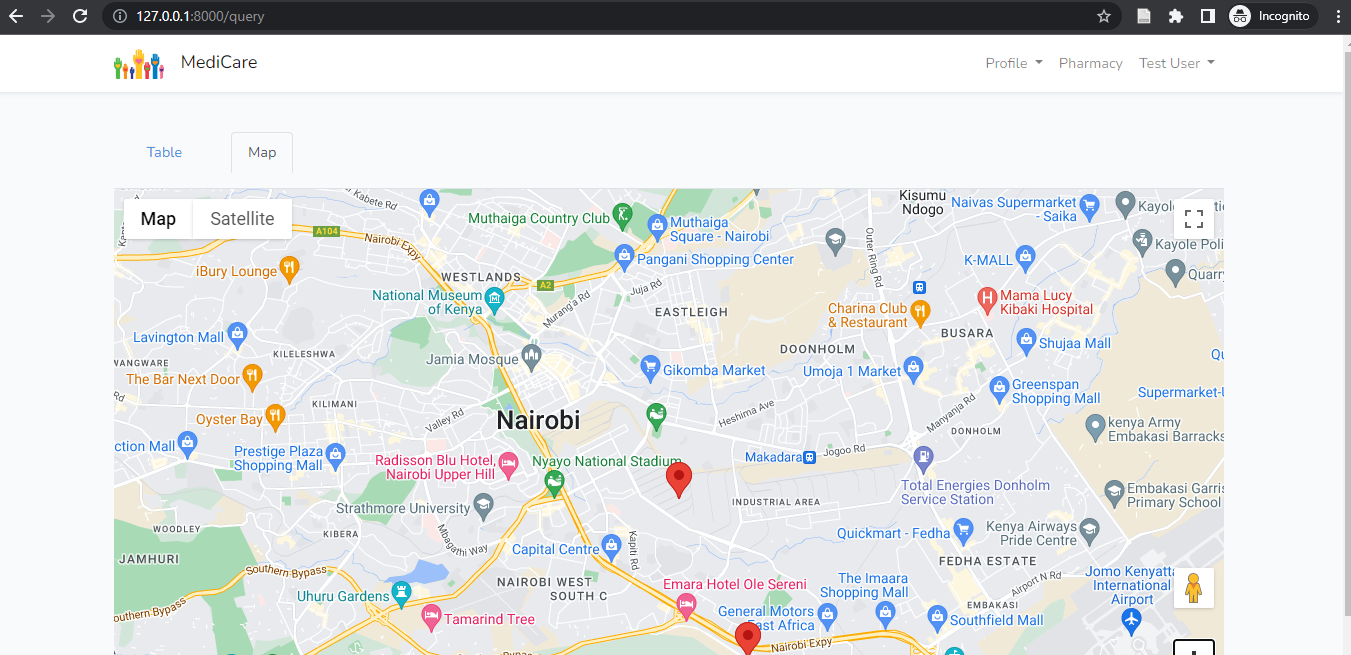 127.0.0.1:8000/query
Incognito
MediCare
Profile
Pharmacy
Test User
Table
Map
Map
Satellite
Kabete Rd
A104
Nairobi Expy
Muthaiga Country Club
Muthaiga
Square - Nairobi
Kisumu
Ndogo
Naivas Supermarket
- Saika
Pangani Shopping Center
Outer Ring Rd
Kayole Poli
K-MALL
Quarry
iBury Lounge
WESTLANDS
A2
Juja Rd
National Museum
of Kenya
Murang'a Rd
EASTLEIGH
Charina Club
& Restaurant
Mama Lucy
Kibaki Hospital
BUSARA
Lavington Mall
KILELESHWA
Jamia Mosque
DOONHOLM
Shujaa Mall
WANGWARE
The Bar Next Door
Gikomba Market
Umoja 1 Market
Greenspan
Shopping Mall
Supermarket-
KILIMANI
Oyster Bay
Valley Rd
Nairobi
Heshima Ave
Manyanja Rd
DONHOLM
kenya Army
Embakasi Barracks
ction Mall
Prestige Plaza
Shopping Mall
Radisson Blu Hotel,
Nairobi Upper Hill
Nyayo National Stadium
Makadara
Jogoo Rd
Total Energies Donholm
Service Station
INDUSTRIAL AREA
Embakasi Garris
Primary School
Strathmore University
WOODLEY
KIBERA
Mbagathi Way
Kapiti Rd
Capital Centre
Quickmart - Fedha
Kenya Airways
Pride Centre
JAMHURI
Southern Bypass
FEDHA ESTATE
NAIROBI WEST
SOUTH C
Emara Hotel Ole Sereni
The Imaara
Shopping Mall
Airport N Rd
Jomo Kenyatta
International
Airport
Uhuru Gardens
outhern Bypass
Tamarind Tree
General Motors
East Africa
EMBAKASI
Southfield Mall
Nairobi Expy